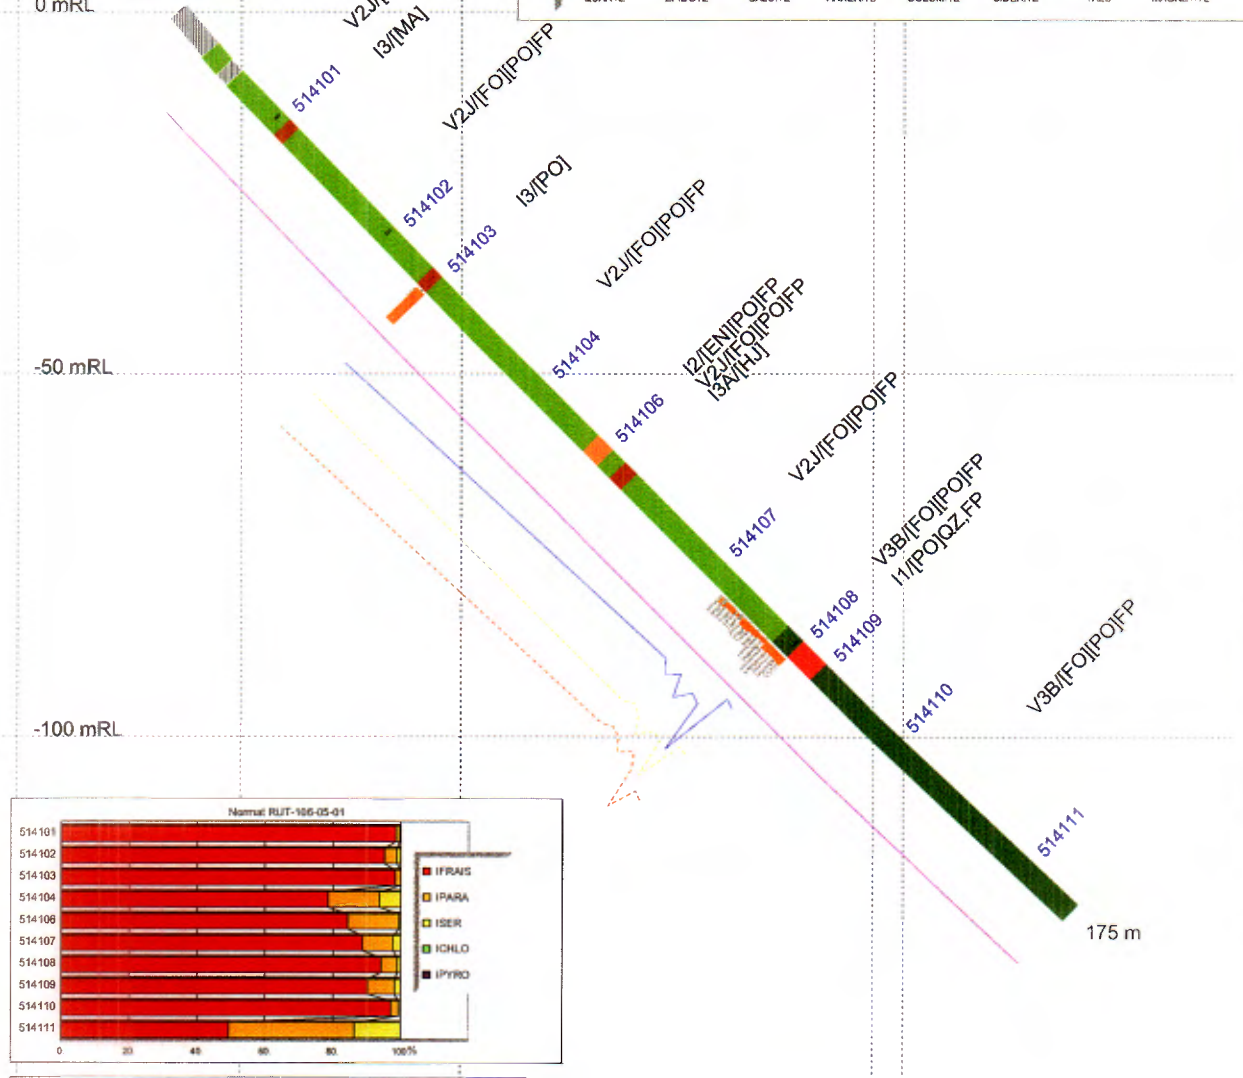 0 mRL
V2J/[
I3/[MA]
514101
V2J/[FO][PO]FP
514102
I3/[PO]
514103
V2J/[FO][PO]FP
514104
I2/[EN][PO]FP
V2J/[FO][PO]FP
I3A/[HJ]
-50 mRL
514106
V2J/[FO][PO]FP
514107
V3B/[FO][PO]FP
I1/[PO]QZ,FP
514108
514109
V3B/[FO][PO]FP
514110
-100 mRL
514111
175 m
Normal RUT-106-05-01
514101
514102
514103
514104
514106
514107
514108
514109
514110
514111
IFRAIS
IPARA
ISER
ICHLO
IPYRO
0. 20. 40. 60. 80. 100%